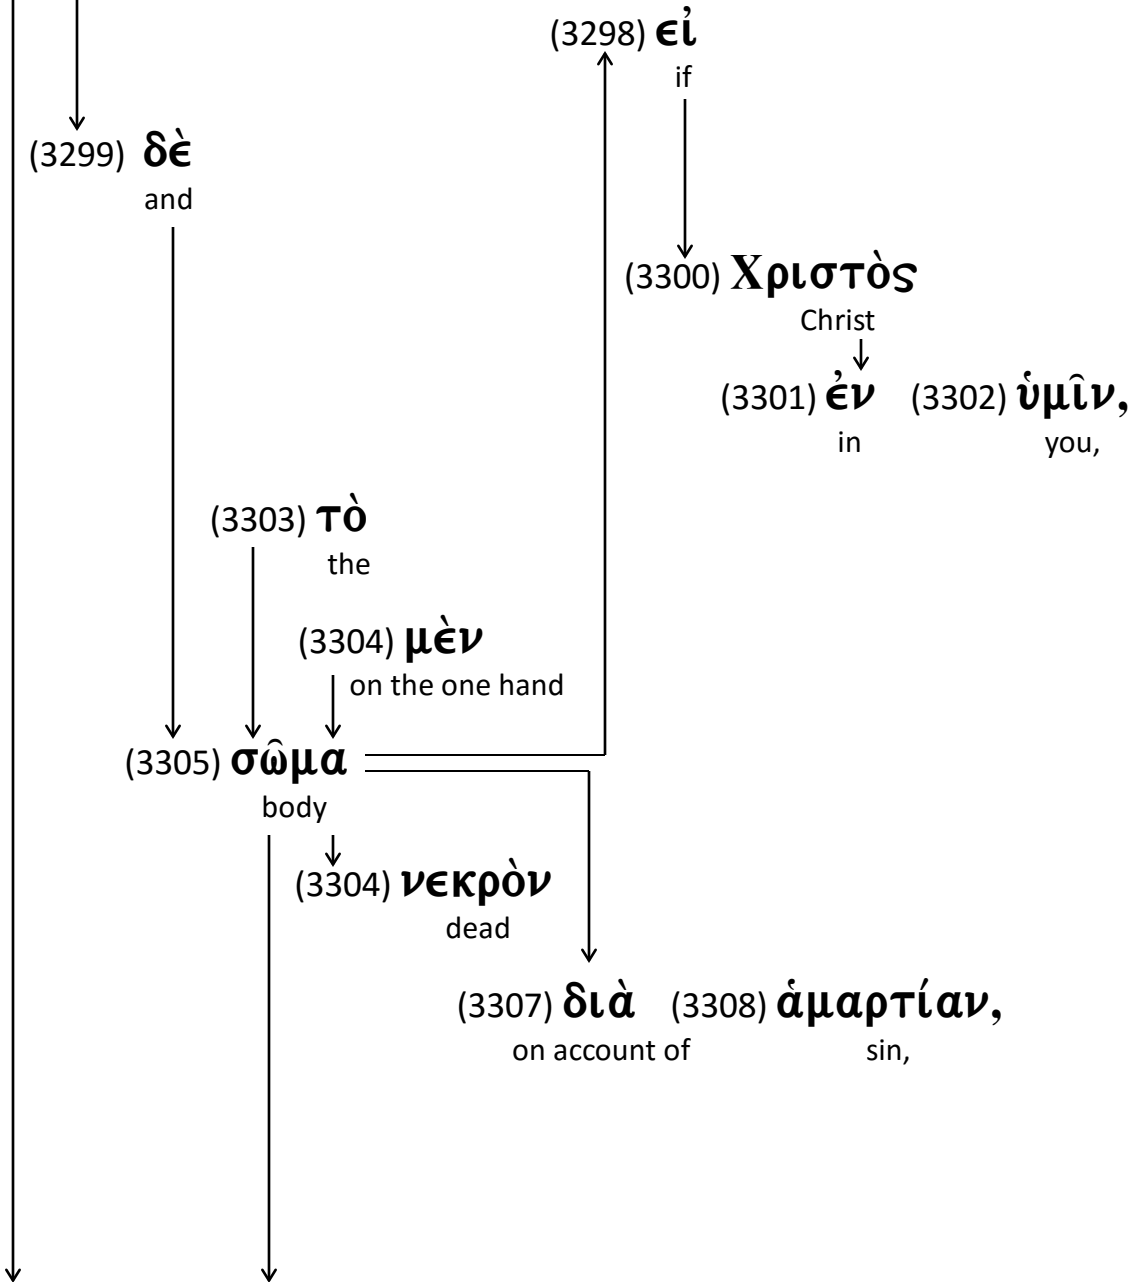 (3298) εἰ
if
(3299) δὲ
and
(3300) Χριστὸς
Christ
(3301) ἐν (3302) ὑμῖν,
in you,
(3303) τὸ
the
(3304) μὲν
on the one hand
(3305) σῶμα
body
(3304) νεκρὸν
dead
(3307) διὰ (3308) ἁμαρτίαν,
on account of sin,